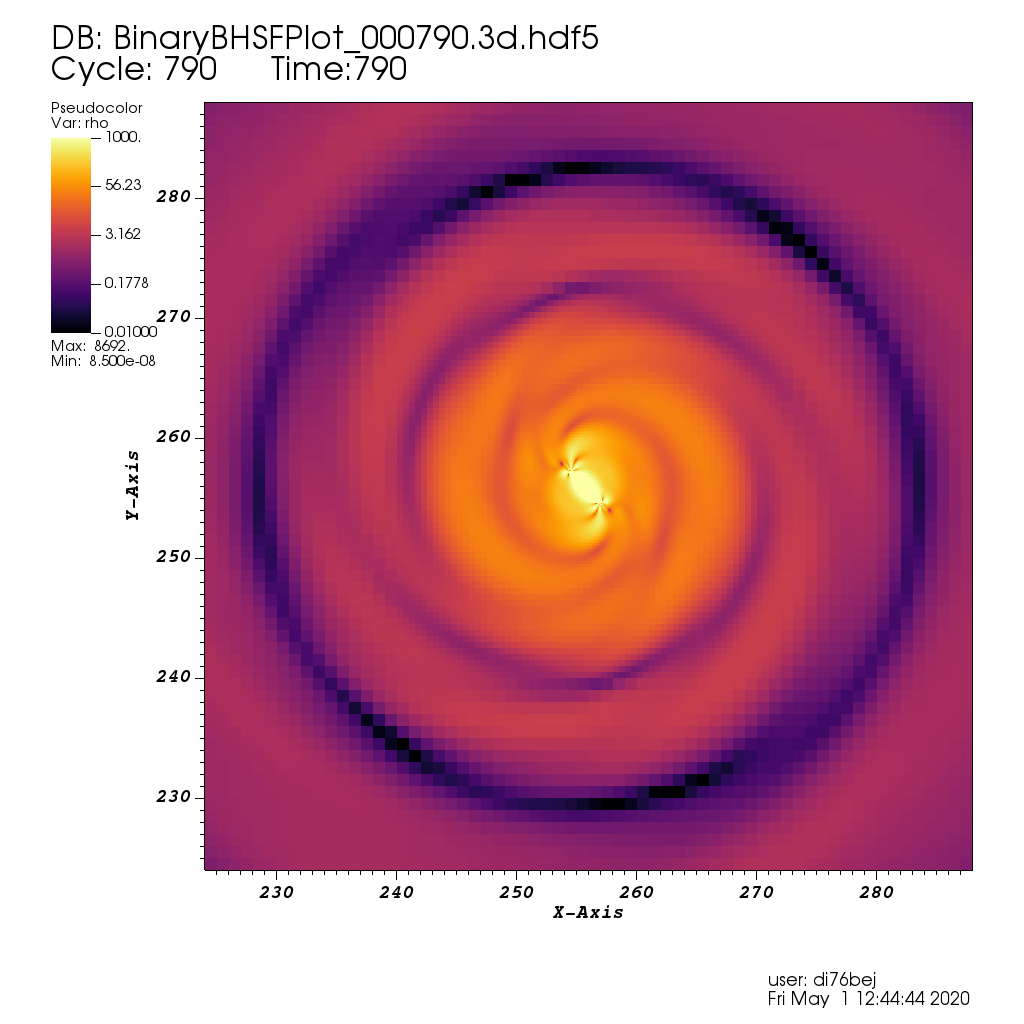 DB: BinaryBHSFPlot_000790.3d.hdf5
Cycle: 790 Time:790
Pseudocolor
Var: rho
1000.
56.23
3.162
0.1778
0.01000
Max: 8692.
Min: 8.500e-08
280
270
260
250
240
230
Y-Axis
230 240 250 260 270 280
X-Axis
user: di76bej
Fri May 1 12:44:44 2020